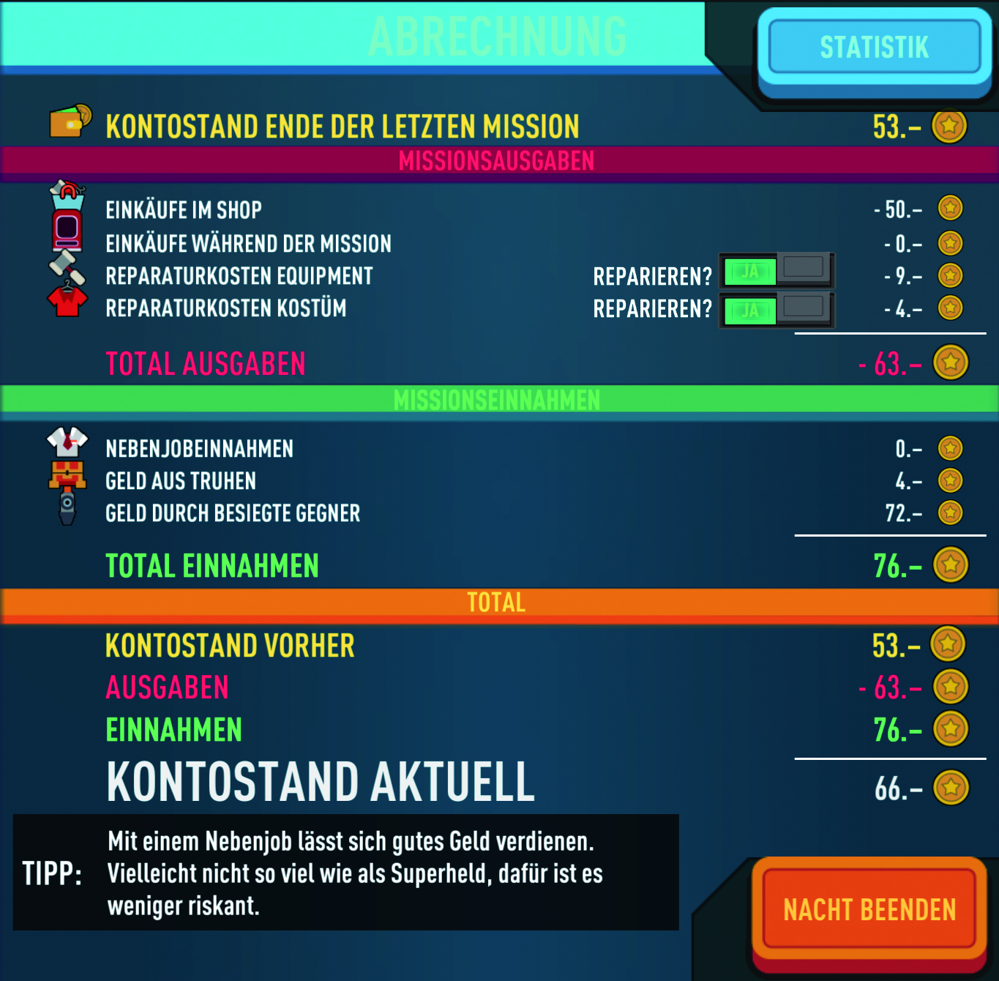 ABRECHNUNG
STATISTIK
KONTOSTAND ENDE DER LETZTEN MISSION 53.–
MISSIONSAUSGABEN
EINKÄUFE IM SHOP - 50.–
EINKÄUFE WÄHREND DER MISSION - 0.–
REPARATURKOSTEN EQUIPMENT REPARIEREN? JA - 9.–
REPARATURKOSTEN KOSTÜM REPARIEREN? JA - 4.–
TOTAL AUSGABEN - 63.–
MISSIONSEINNAHMEN
NEBENJOBEINNAHMEN 0.–
GELD AUS TRUHEN 4.–
GELD DURCH BESIEGTE GEGNER 72.–
TOTAL EINNAHMEN 76.–
TOTAL
KONTOSTAND VORHER 53.–
AUSGABEN - 63.–
EINNAHMEN 76.–
KONTOSTAND AKTUELL 66.–
Mit einem Nebenjob lässt sich gutes Geld verdienen.
TIPP: Vielleicht nicht so viel wie als Superheld, dafür ist es
weniger riskant.
NACHT BEENDEN